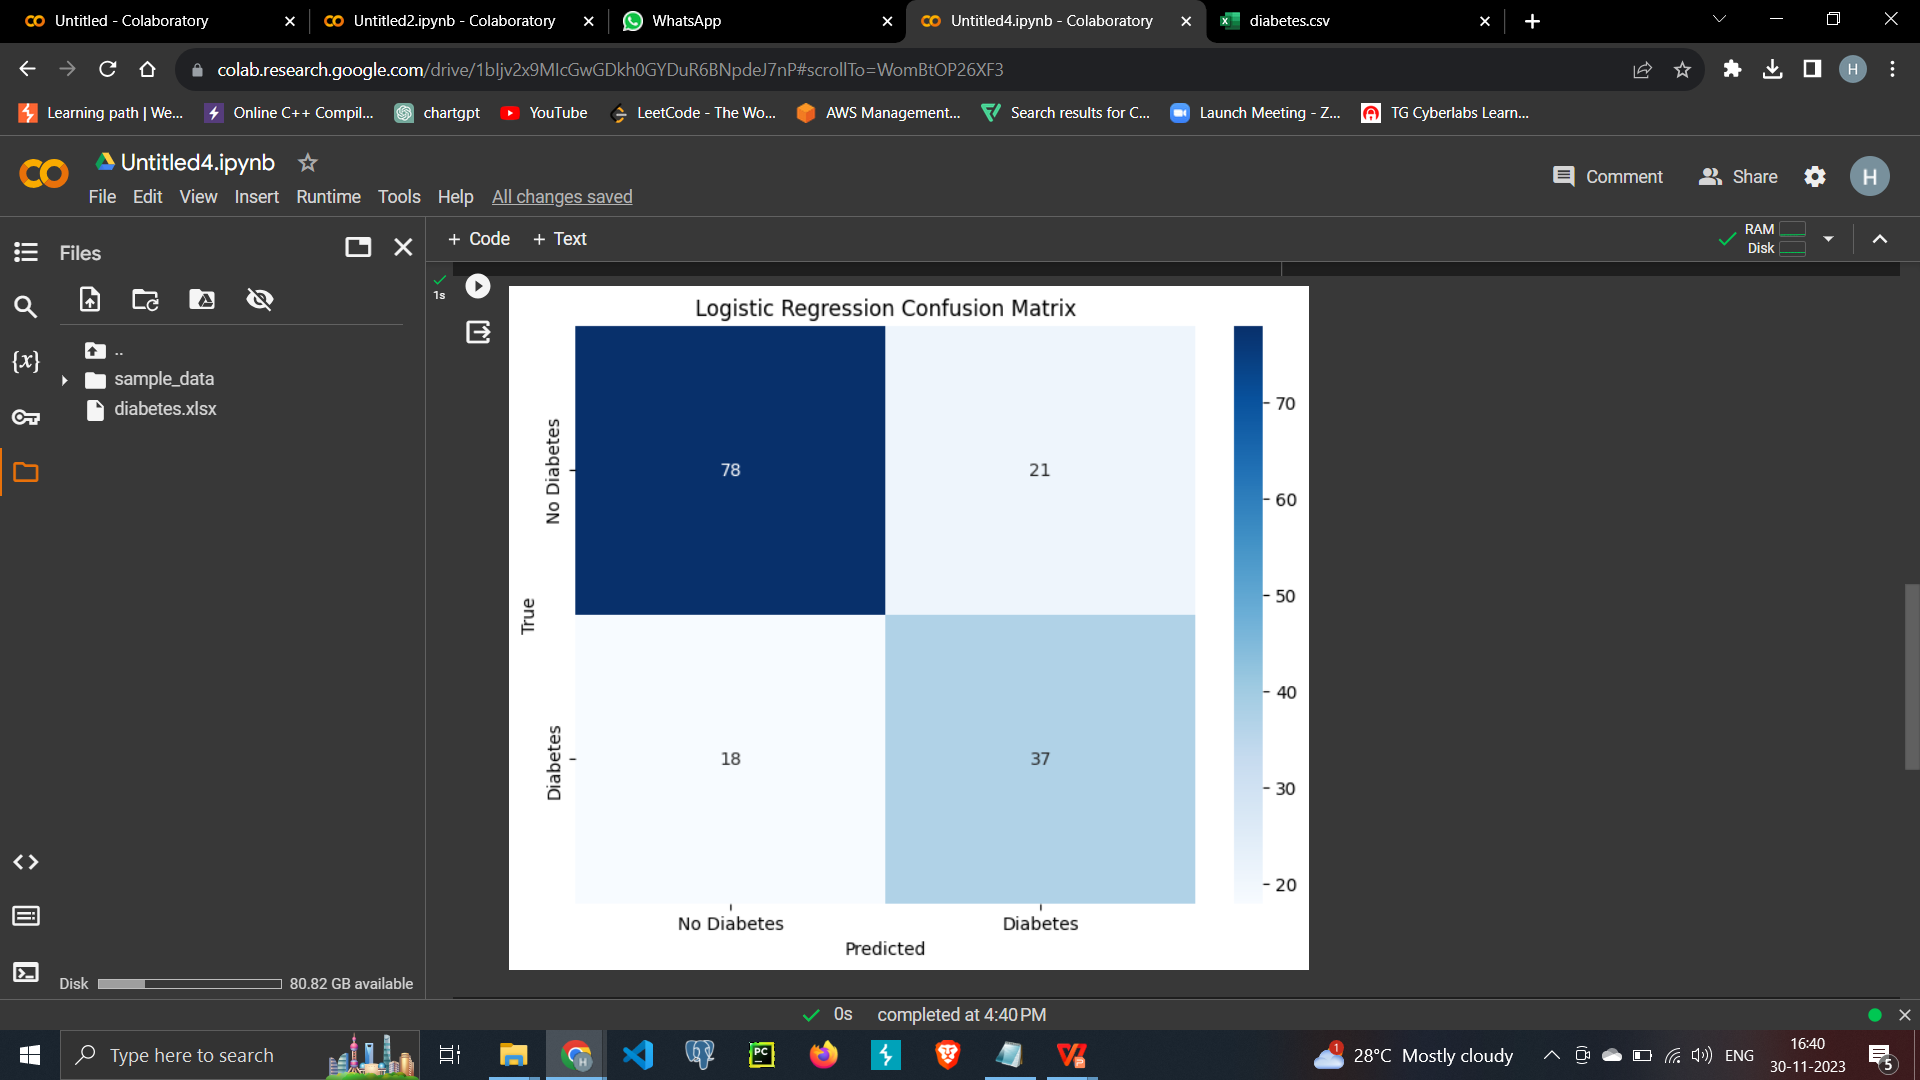 Untitled - Colaboratory
Untitled2.ipynb - Colaboratory
WhatsApp
Untitled4.ipynb - Colaboratory
diabetes.csv
colab.research.google.com/drive/1bIjv2x9MIcGwGDkh0GYDuR6BNpdeJ7nP#scrollTo=WomBtOP26XF3
H
Learning path | We...
Online C++ Compil...
chartgpt
YouTube
LeetCode - The Wo...
AWS Management...
Search results for C...
Launch Meeting - Z...
TG Cyberlabs Learn...
Untitled4.ipynb
Comment
Share
H
File Edit View Insert Runtime Tools Help All changes saved
Files
+ Code + Text
RAM
Disk
1s
..
sample_data
diabetes.xlsx
{x}
Logistic Regression Confusion Matrix
No Diabetes
Diabetes
True
78
21
18
37
No Diabetes
Diabetes
Predicted
70
60
50
40
30
20
Disk
80.82 GB available
0s completed at 4:40 PM
Type here to search
PC
1
28°C Mostly cloudy
ENG
16:40
30-11-2023
5